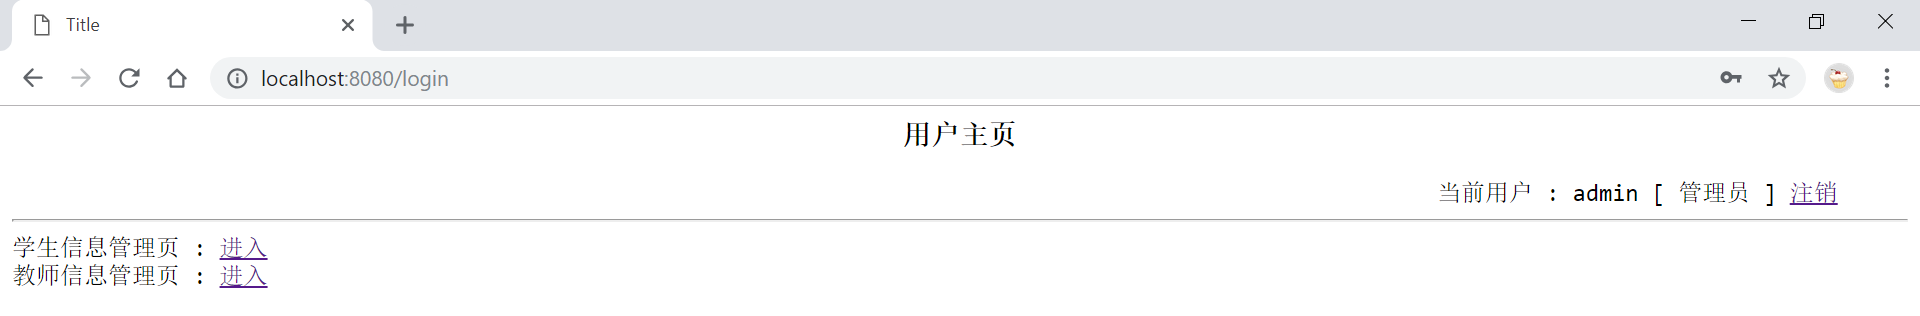 Title
localhost:8080/login
用户主页
当前用户 : admin [ 管理员 ] 注销
学生信息管理页 : 进入
教师信息管理页 : 进入